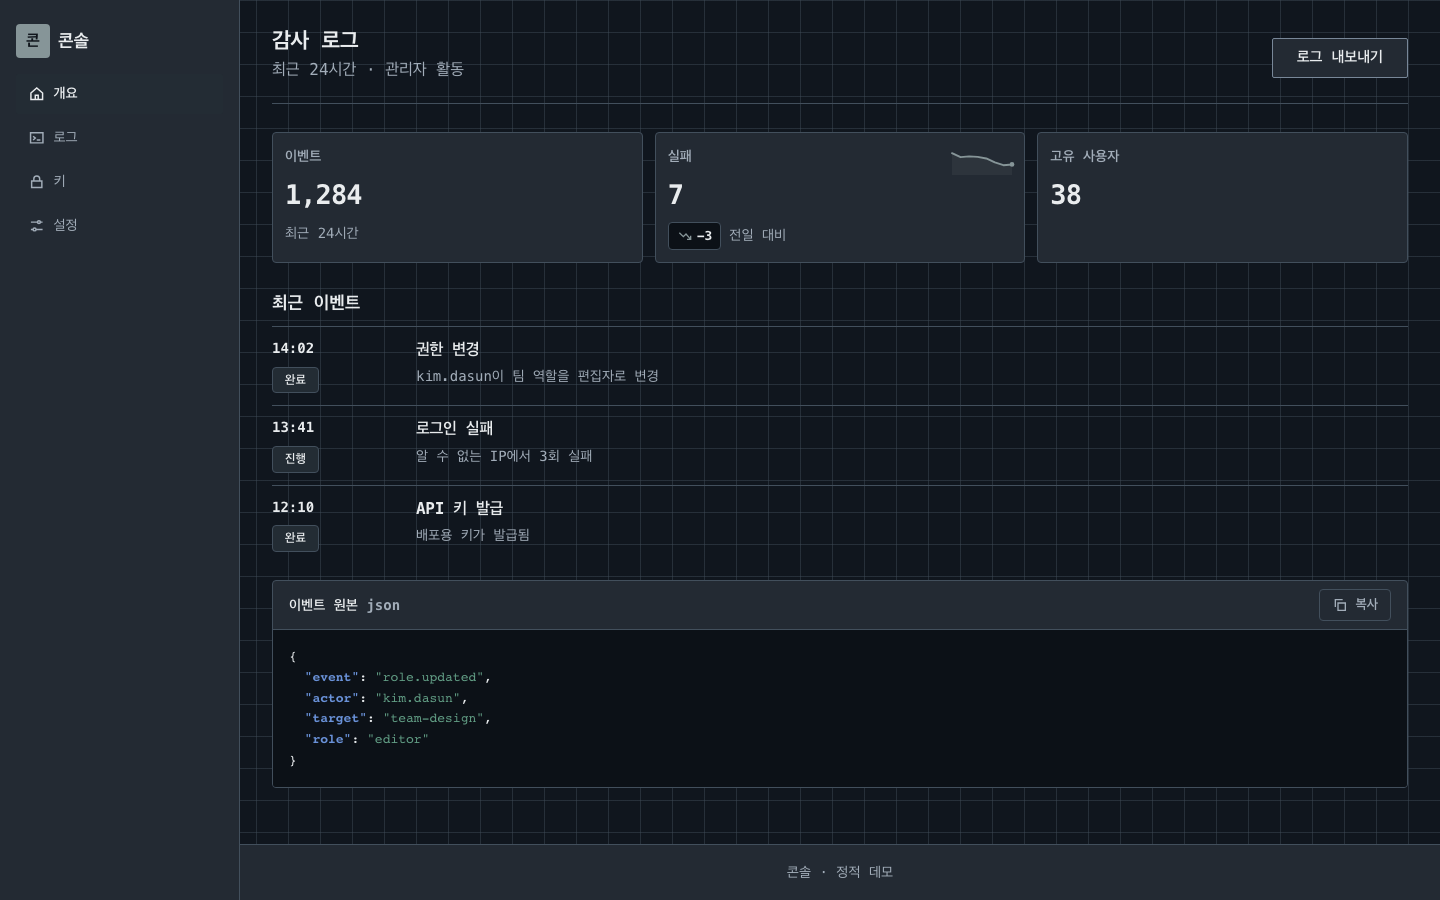 콘 콘솔
개요
로그
키
설정
감사 로그
최근 24시간 · 관리자 활동
로그 내보내기
이벤트
1,284
최근 24시간
실패
7
−3 전일 대비
고유 사용자
38
최근 이벤트
14:02
완료
권한 변경
kim.dasun이 팀 역할을 편집자로 변경
13:41
진행
로그인 실패
알 수 없는 IP에서 3회 실패
12:10
완료
API 키 발급
배포용 키가 발급됨
이벤트 원본 json
복사
{
"event": "role.updated",
"actor": "kim.dasun",
"target": "team-design",
"role": "editor"
}
콘솔 · 정적 데모